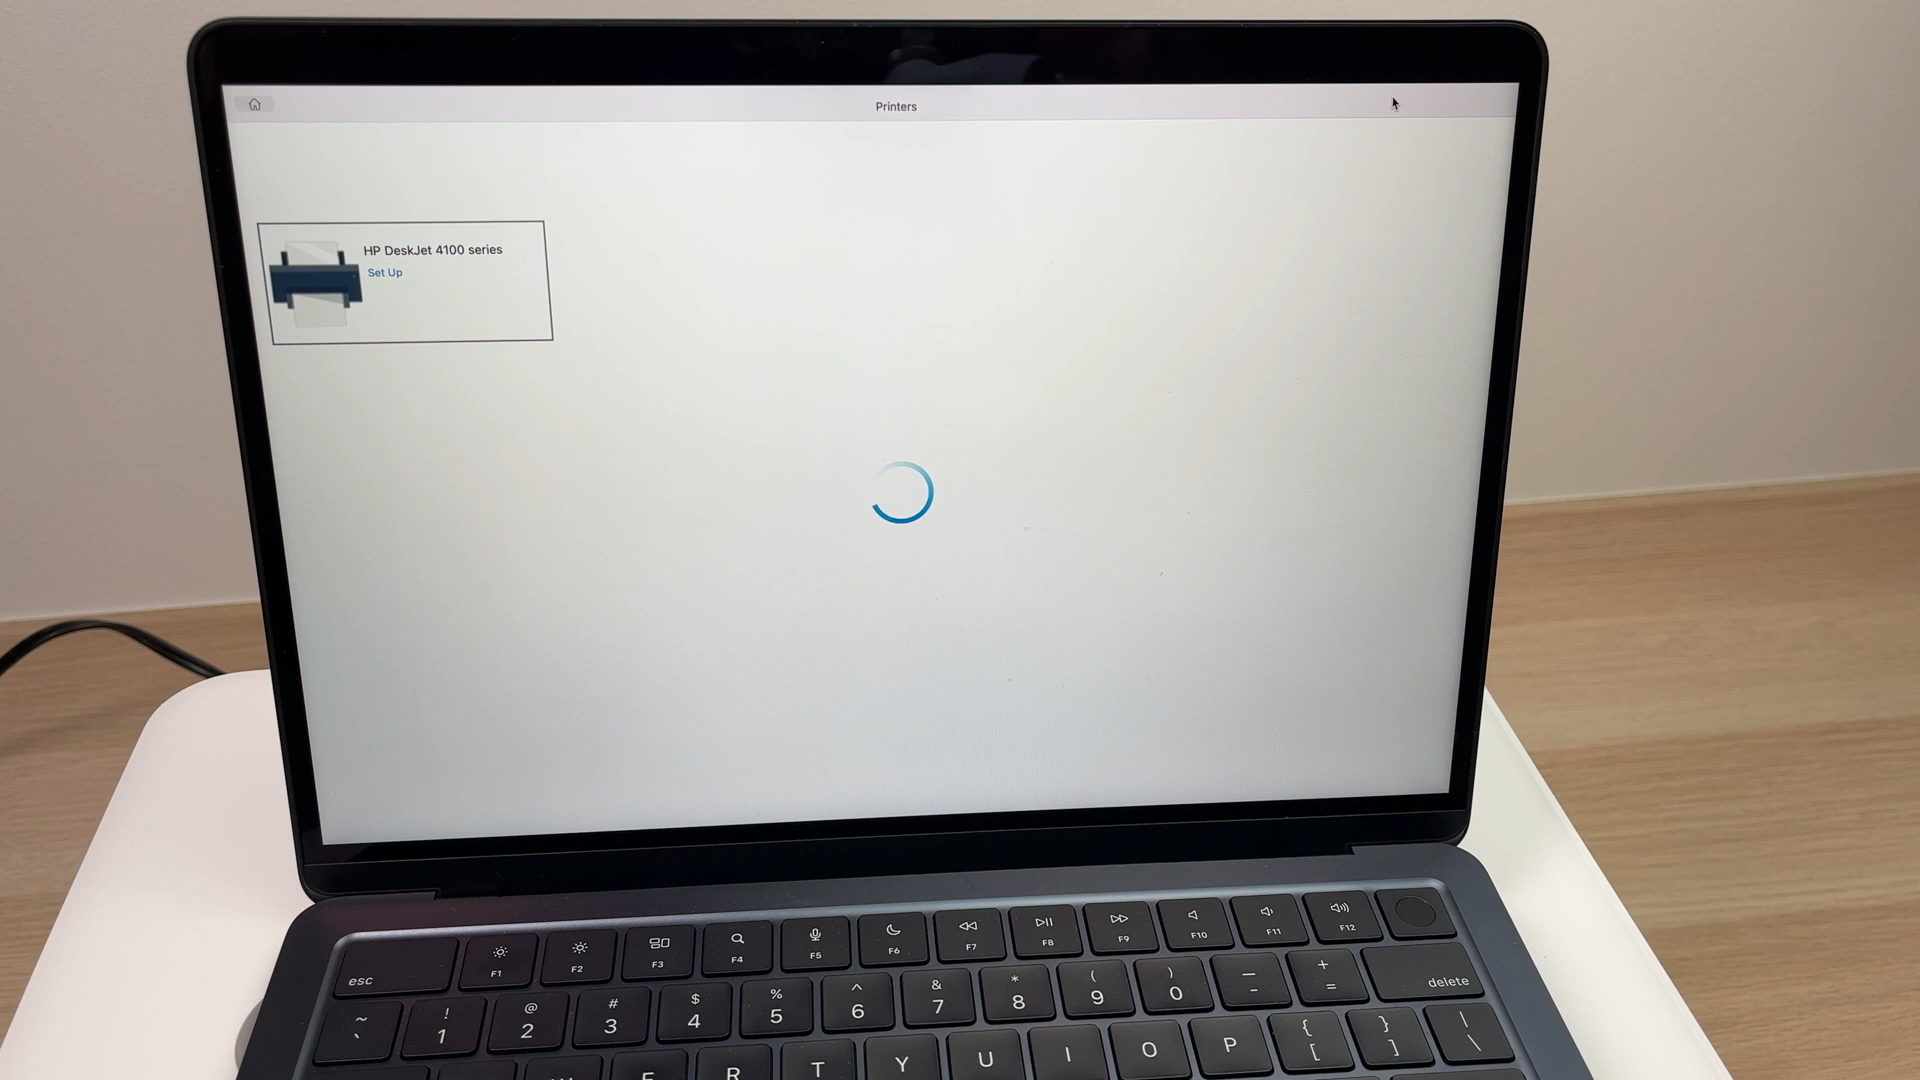 Printers
HP DeskJet 4100 series
Set Up
esc F1 F2 F3 F4 F5 F6 F7 F8 F9 F10 F11 F12
~ ! @ # $ % ^ & * ( ) — +
` 1 2 3 4 5 6 7 8 9 0 - = delete
R T Y U I O P { [ } ] | \